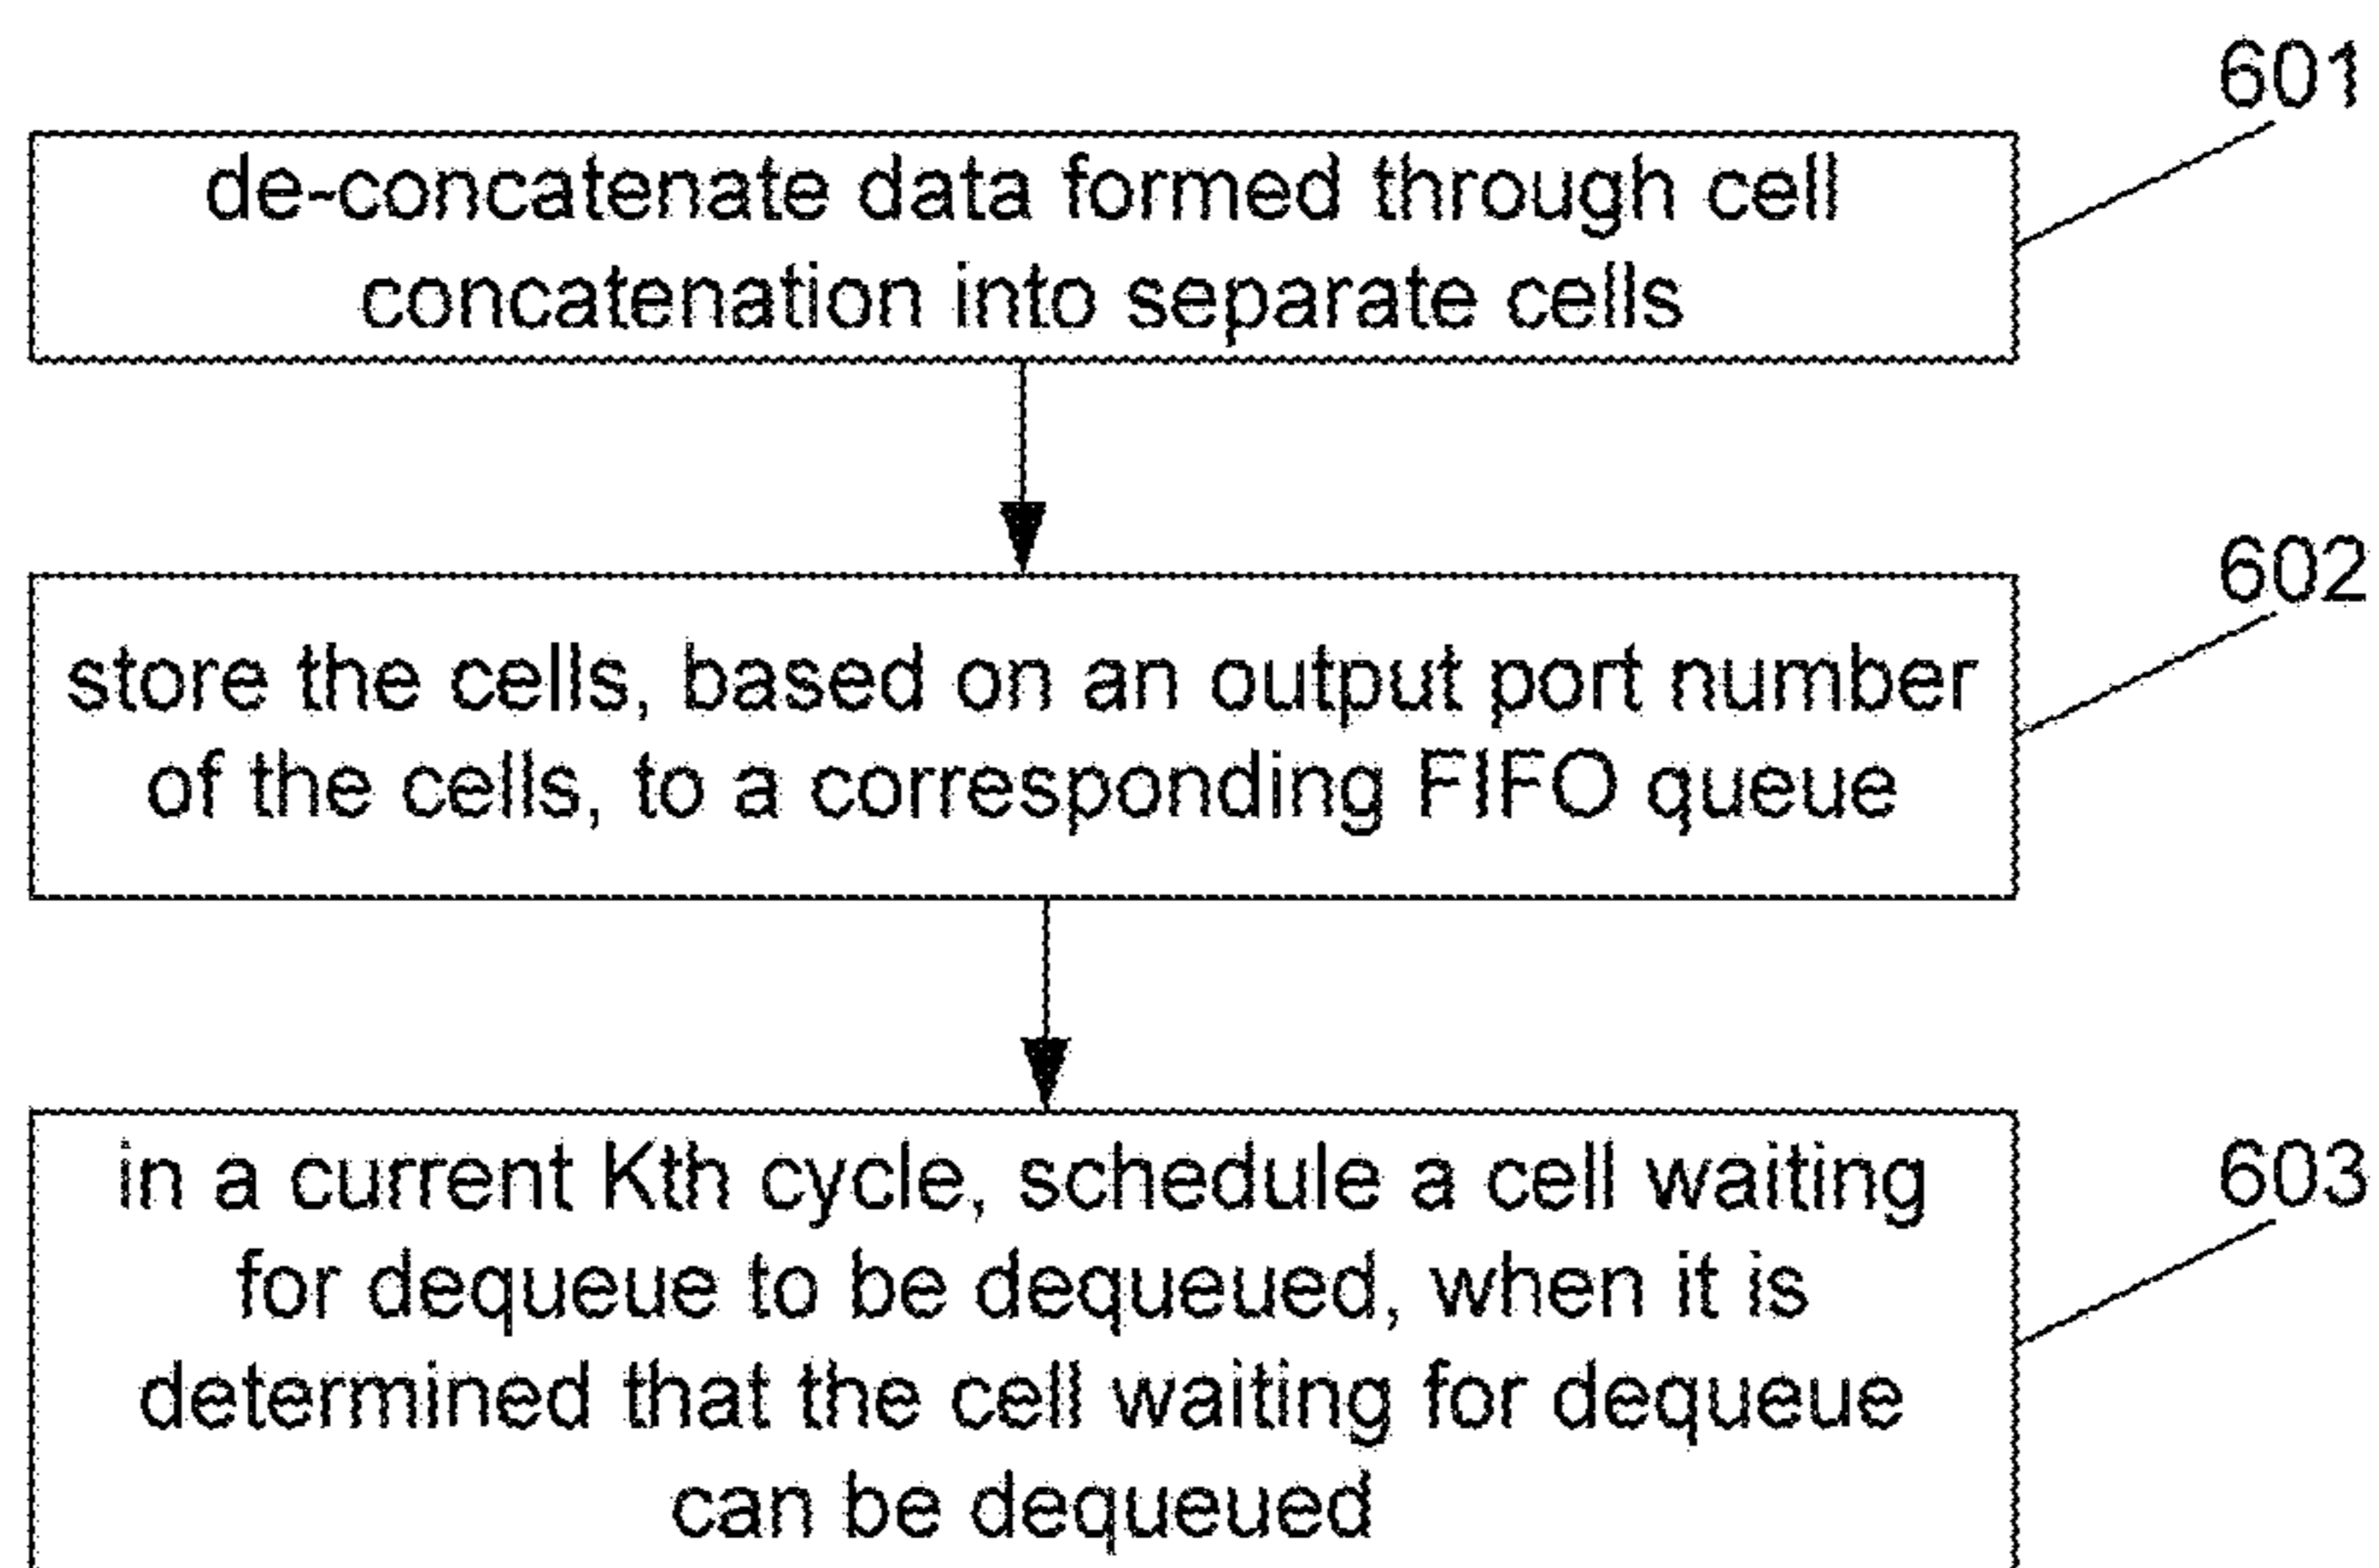 601
de-concatenate data formed through cell
concatenation into separate cells
602
store the cells, based on an output port number
of the cells, to a corresponding FIFO queue
603
in a current Kth cycle, schedule a cell waiting
for dequeue to be dequeued, when it is
determined that the cell waiting for dequeue
can be dequeued